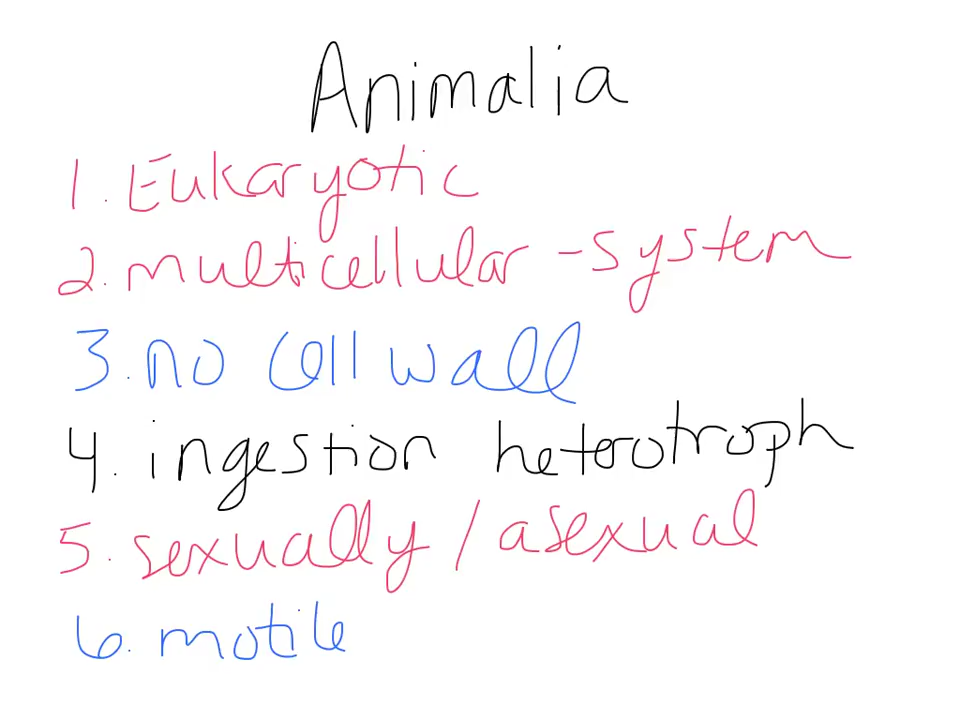 Animalia
1. Eukaryotic
2. multicellular - system
3. no cell wall
4. ingestion heterotroph
5. sexually / asexual
6. motile